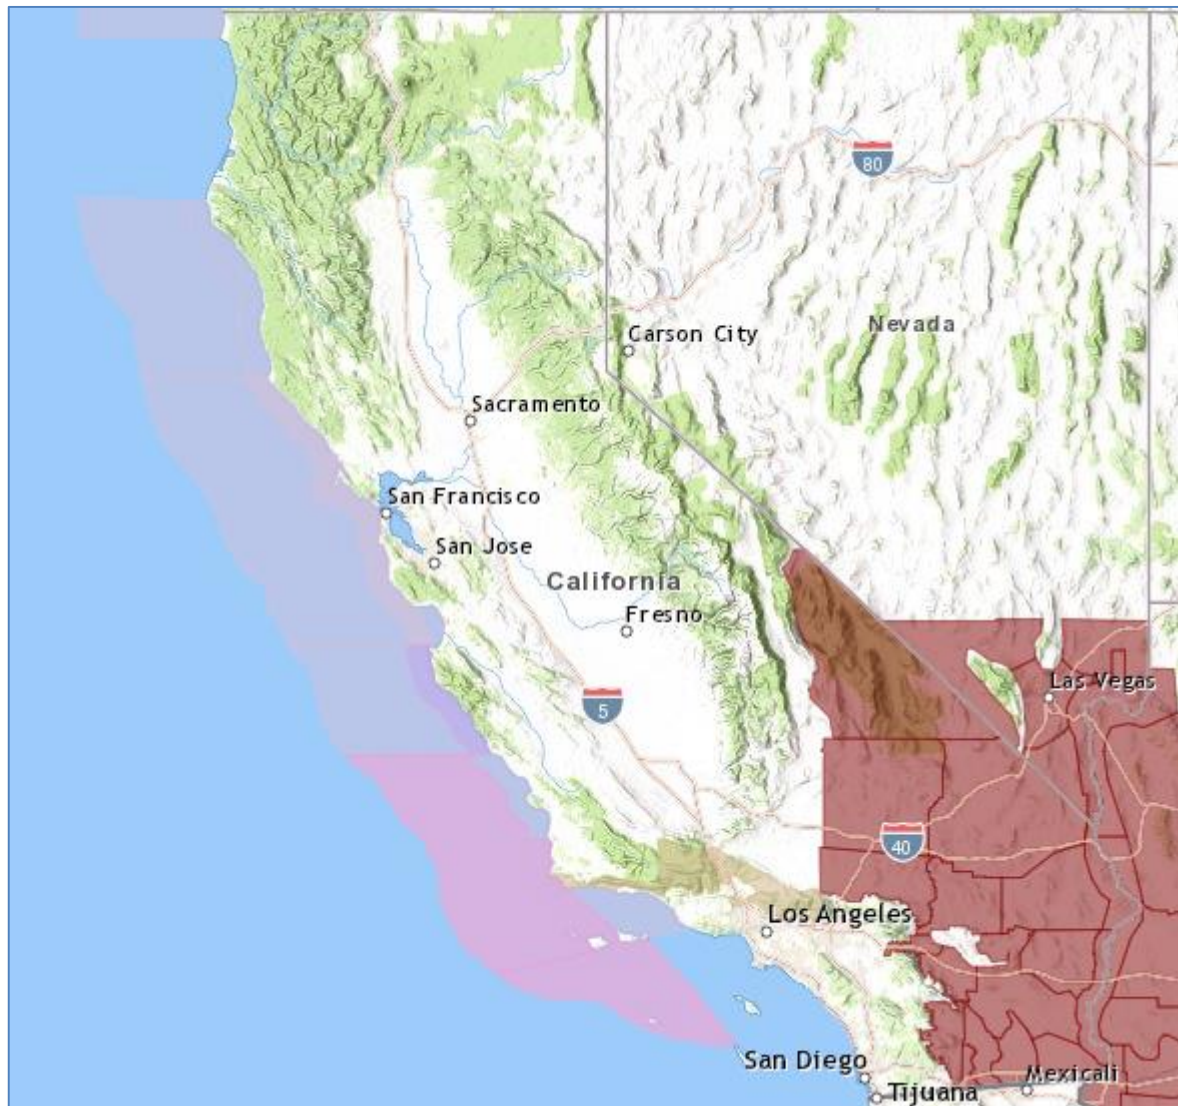 80
Nevada
Carson City
Sacramento
San Francisco
San Jose
California
Fresno
Las Vegas
5
40
Los Angeles
San Diego
Mexicali
Tijuana